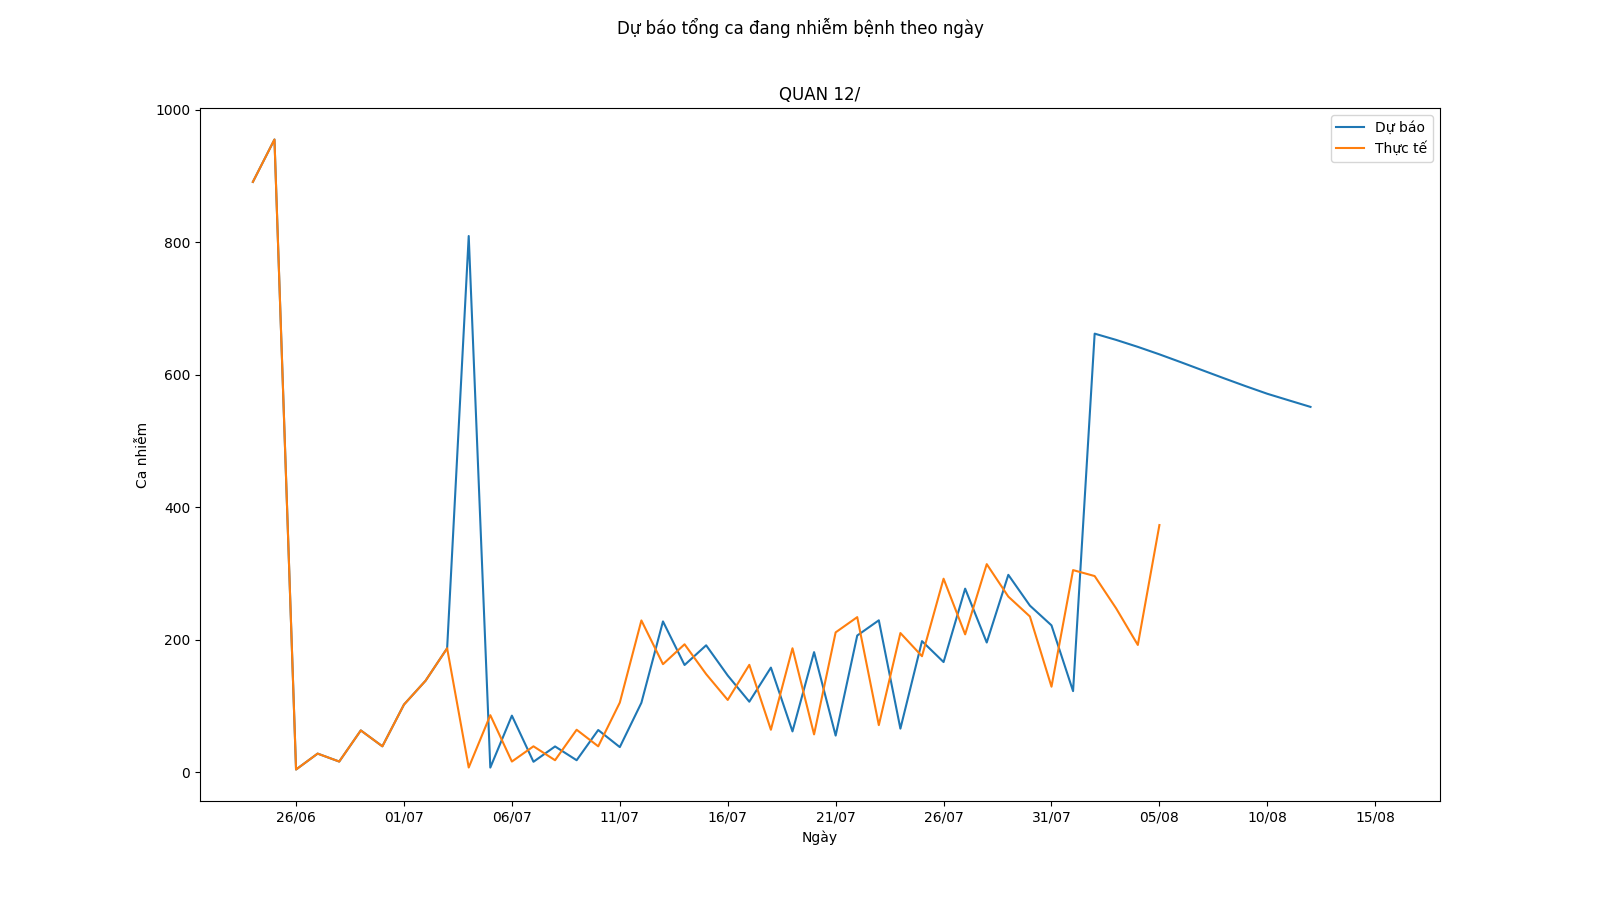 Dự báo tổng ca đang nhiễm bệnh theo ngày
QUAN 12/
Dự báo
Thực tế
Ca nhiễm
1000
800
600
400
200
0
26/06 01/07 06/07 11/07 16/07 21/07 26/07 31/07 05/08 10/08 15/08
Ngày